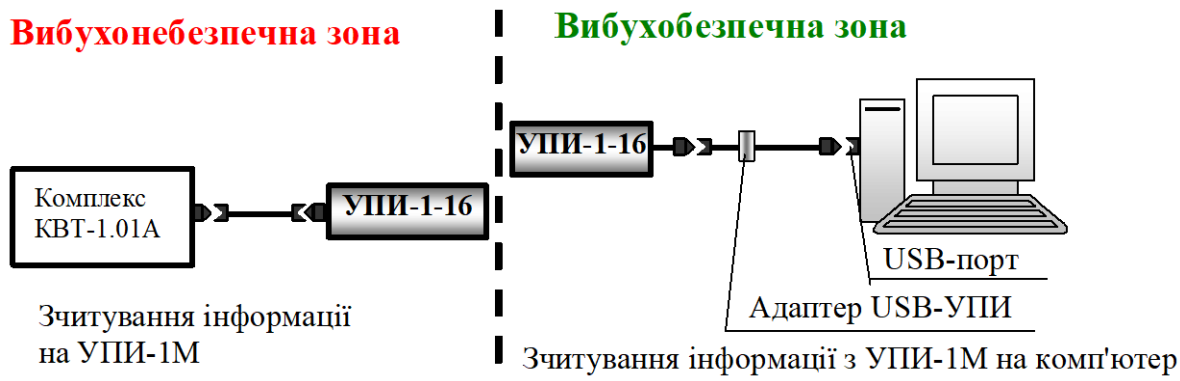 Вибухонебезпечна зона
Вибухобезпечна зона
Комплекс
КВТ-1.01А
УПИ-1-16
УПИ-1-16
USB-порт
Адаптер USB-УПИ
Зчитування інформації
на УПИ-1М
Зчитування інформації з УПИ-1М на комп'ютер